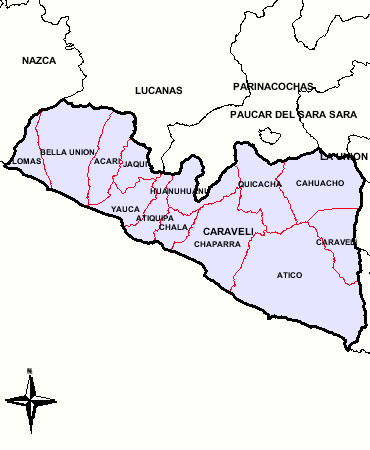 NAZCA
LUCANAS
PARINACOCHAS
PAUCAR DEL SARA SARA
LA UNION
BELLA UNION
LOMAS
ACARI
JAQUI
HUANUHUANU
QUICACHA
CAHUACHO
YAUCA
ATIQUIPA
CHALA
CARAVELI
CHAPARRA
CARAVELI
ATICO
N